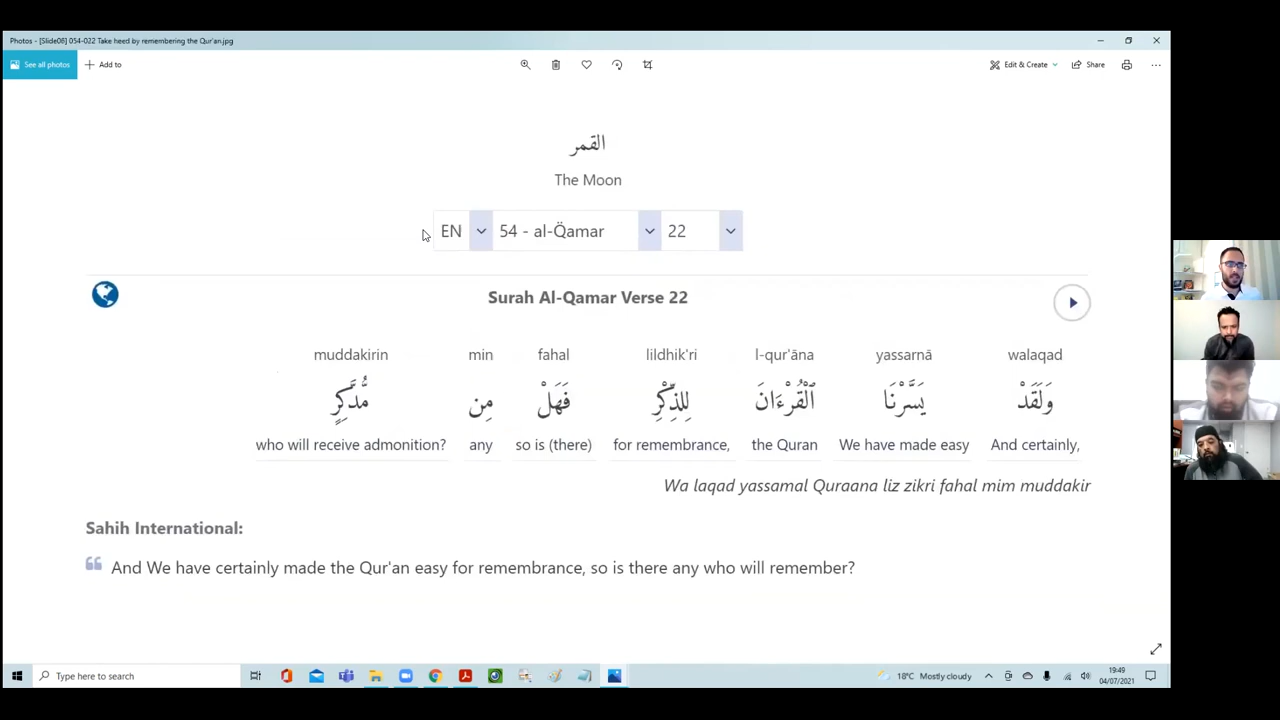 Photos - [Slide06] 054-022 Take heed by remembering the Qur'an.jpg
See all photos
Add to
Edit & Create
Share
القمر
The Moon
EN
54 - al-Q̈amar
22
Surah Al-Qamar Verse 22
walaqad yassarnā l-qur'āna lildhik'ri fahal min muddakirin
وَلَقَدْ يَسَّرْنَا ٱلْقُرْءَانَ لِلذِّكْرِ فَهَلْ مِن مُّدَّكِرٍ
And certainly, We have made easy the Quran for remembrance, so is (there) any who will receive admonition?
Wa laqad yassamal Quraana liz zikri fahal mim muddakir
Sahih International:
And We have certainly made the Qur'an easy for remembrance, so is there any who will remember?
Type here to search
18°C Mostly cloudy
19:49
04/07/2021